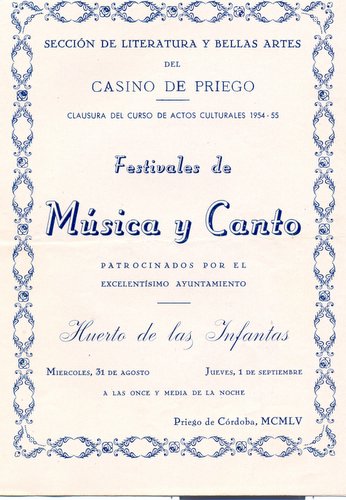 SECCIÓN DE LITERATURA Y BELLAS ARTES
DEL
CASINO DE PRIEGO
CLAUSURA DEL CURSO DE ACTOS CULTURALES 1954-55
Festivales de
Música y Canto
PATROCINADOS POR EL
EXCELENTÍSIMO AYUNTAMIENTO
Huerto de las Infantas
MIERCOLES, 31 DE AGOSTO JUEVES, 1 DE SEPTIEMBRE
A LAS ONCE Y MEDIA DE LA NOCHE
Priego de Córdoba, MCMLV